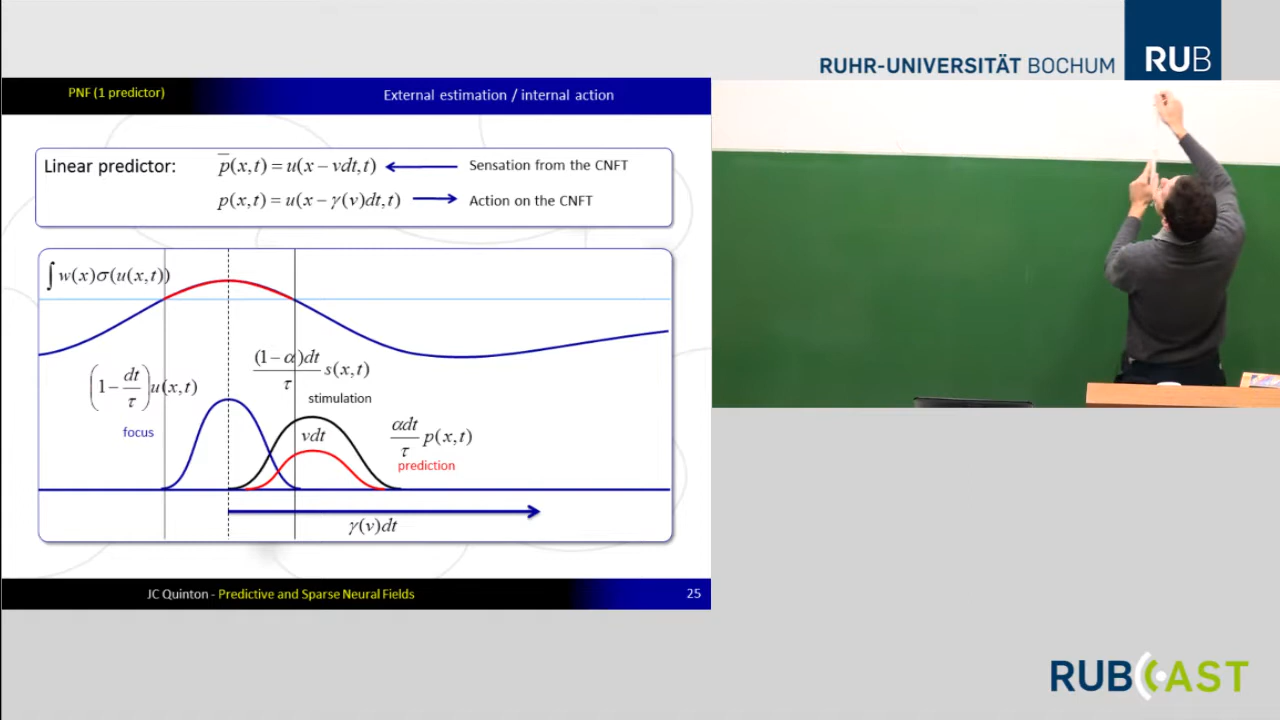 RUHR-UNIVERSITÄT BOCHUM
RUB
PNF (1 predictor)
External estimation / internal action
Linear predictor:
p̅(x,t) = u(x − vdt,t)
Sensation from the CNFT
p(x,t) = u(x − γ(v)dt,t)
Action on the CNFT
∫ w(x)σ(u(x,t))
(1 − dt/τ) u(x,t)
focus
(1 − α)dt/τ s(x,t)
stimulation
vdt
αdt/τ p(x,t)
prediction
γ(v)dt
JC Quinton - Predictive and Sparse Neural Fields
25
RUBCAST